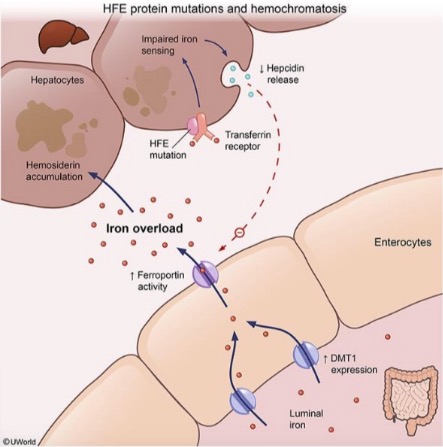 HFE protein mutations and hemochromatosis
Impaired iron
sensing
↓ Hepcidin
release
Hepatocytes
HFE
mutation
Transferrin
receptor
Hemosiderin
accumulation
Iron overload
Enterocytes
↑ Ferroportin
activity
↑ DMT1
expression
Luminal
iron
©UWorld